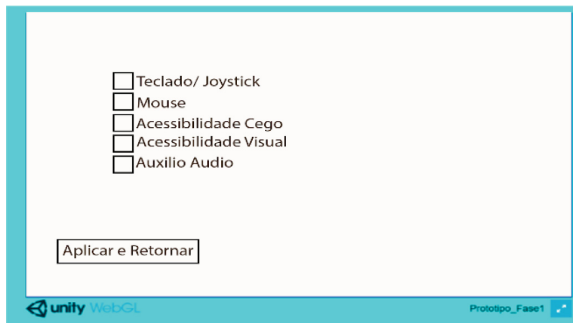 Teclado/ Joystick
Mouse
Acessibilidade Cego
Acessibilidade Visual
Auxilio Audio
Aplicar e Retornar
unity WebGL
Prototipo_Fase1